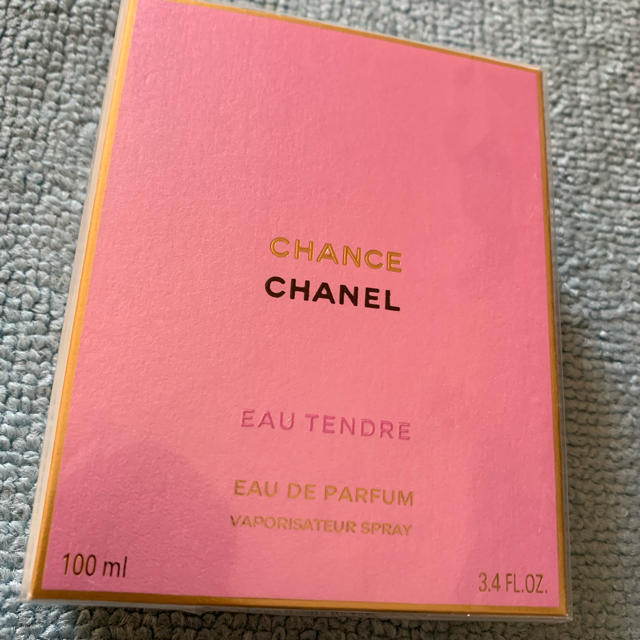 CHANCE
CHANEL
EAU TENDRE
EAU DE PARFUM
VAPORISATEUR SPRAY
100 ml
3.4 FL.OZ.